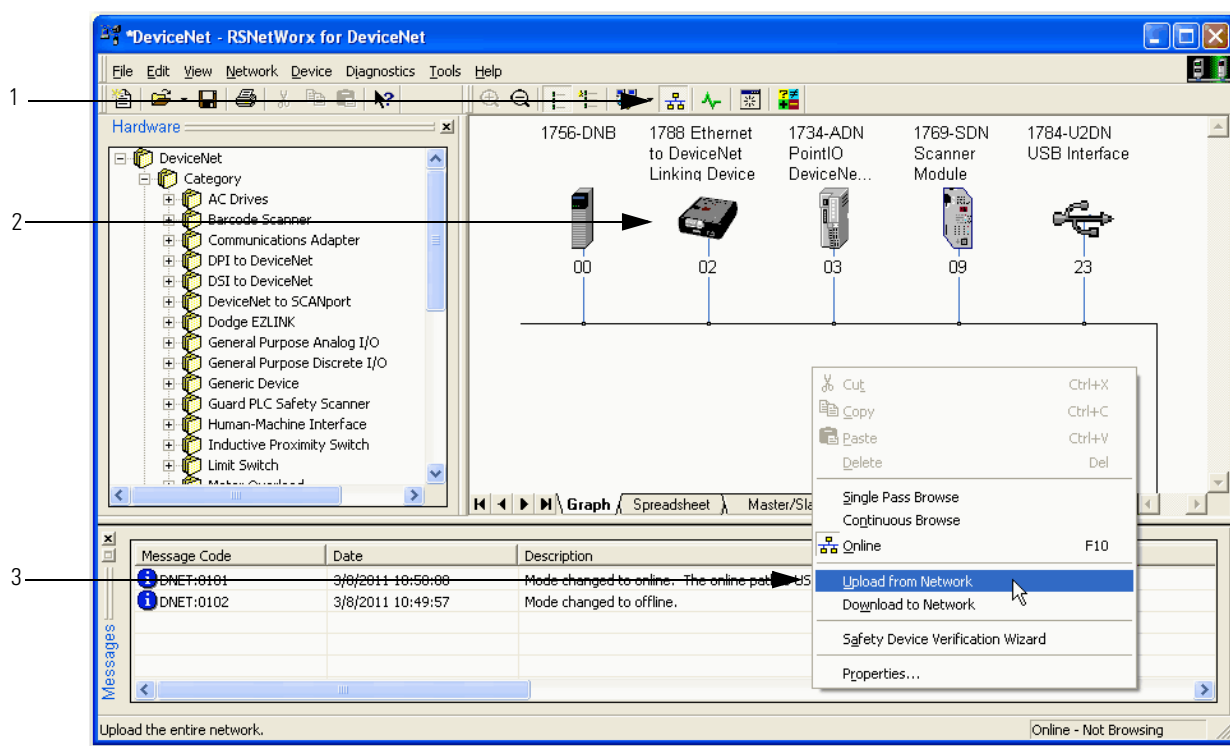 *DeviceNet - RSNetWorx for DeviceNet
File Edit View Network Device Diagnostics Tools Help
1
Hardware
DeviceNet
Category
AC Drives
Barcode Scanner
Communications Adapter
DPI to DeviceNet
DSI to DeviceNet
DeviceNet to SCANport
Dodge EZLINK
General Purpose Analog I/O
General Purpose Discrete I/O
Generic Device
Guard PLC Safety Scanner
Human-Machine Interface
Inductive Proximity Switch
Limit Switch
Motor Overload
2
1756-DNB
00
1788 Ethernet
to DeviceNet
Linking Device
02
1734-ADN
PointIO
DeviceNe...
03
1769-SDN
Scanner
Module
09
1784-U2DN
USB Interface
23
Graph Spreadsheet Master/Sla
Cut Ctrl+X
Copy Ctrl+C
Paste Ctrl+V
Delete Del
Single Pass Browse
Continuous Browse
Online F10
Upload from Network
Download to Network
Safety Device Verification Wizard
Properties...
3
Messages
Message Code Date Description
DNET:0101 3/8/2011 10:50:00 Mode changed to online. The online pat US
DNET:0102 3/8/2011 10:49:57 Mode changed to offline.
Upload the entire network.
Online - Not Browsing